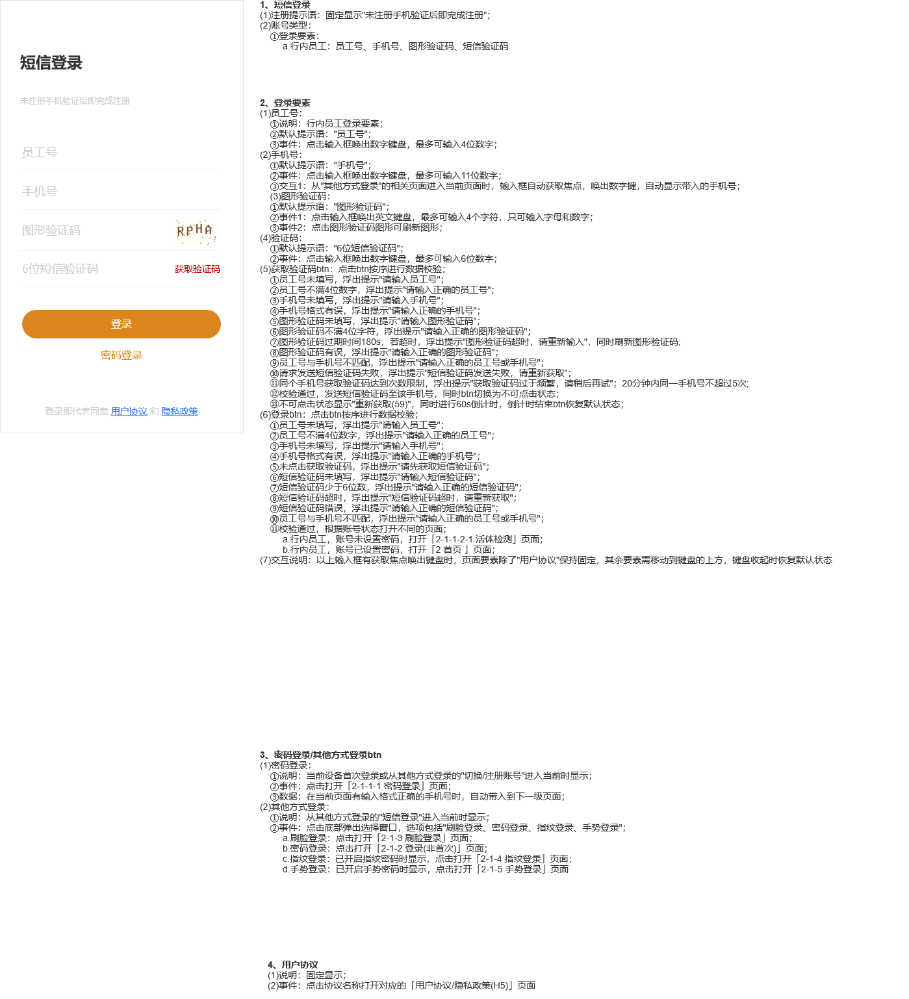 短信登录
未注册手机验证后即完成注册
员工号
手机号
图形验证码
RPHA
6位短信验证码 获取验证码
登录
密码登录
登录即代表同意 用户协议 和 隐私政策
1、短信登录
(1)注册提示语：固定显示"未注册手机验证后即完成注册"；
(2)账号类型：
①登录要素：
a.行内员工：员工号、手机号、图形验证码、短信验证码
2、登录要素
(1)员工号：
①说明：行内员工登录要素；
②默认提示语："员工号"；
③事件：点击输入框唤出数字键盘，最多可输入4位数字；
(2)手机号：
①默认提示语："手机号"；
②事件：点击输入框唤出数字键盘，最多可输入11位数字；
③交互1：从"其他方式登录"的相关页面进入当前页面时，输入框自动获取焦点，唤出数字键，自动显示带入的手机号；
(3)图形验证码：
①默认提示语："图形验证码"；
②事件1：点击输入框唤出英文键盘，最多可输入4个字符，只可输入字母和数字；
③事件2：点击图形验证码图形可刷新图形；
(4)验证码：
①默认提示语："6位短信验证码"；
②事件：点击输入框唤出数字键盘，最多可输入6位数字；
(5)获取验证码btn：点击btn按序进行数据校验；
①员工号未填写，浮出提示"请输入员工号"；
②员工号不满4位数字，浮出提示"请输入正确的员工号"；
③手机号未填写，浮出提示"请输入手机号"；
④手机号格式有误，浮出提示"请输入正确的手机号"；
⑤图形验证码未填写，浮出提示"请输入图形验证码"；
⑥图形验证码不满4位字符，浮出提示"请输入正确的图形验证码"；
⑦图形验证码过期时间180s，若超时，浮出提示"图形验证码超时，请重新输入"，同时刷新图形验证码;
⑧图形验证码有误，浮出提示"请输入正确的图形验证码"；
⑨员工号与手机号不匹配，浮出提示"请输入正确的员工号或手机号"；
⑩请求发送短信验证码失败，浮出提示"短信验证码发送失败，请重新获取"；
⑪同个手机号获取验证码达到次数限制，浮出提示"获取验证码过于频繁，请稍后再试"；20分钟内同一手机号不超过5次;
⑫校验通过，发送短信验证码至该手机号，同时btn切换为不可点击状态；
⑬不可点击状态显示"重新获取(59)"，同时进行60s倒计时，倒计时结束btn恢复默认状态；
(6)登录btn：点击btn按序进行数据校验；
①员工号未填写，浮出提示"请输入员工号"；
②员工号不满4位数字，浮出提示"请输入正确的员工号"；
③手机号未填写，浮出提示"请输入手机号"；
④手机号格式有误，浮出提示"请输入正确的手机号"；
⑤未点击获取验证码，浮出提示"请先获取短信验证码"；
⑥短信验证码未填写，浮出提示"请输入短信验证码"；
⑦短信验证码少于6位数，浮出提示"请输入正确的短信验证码"；
⑧短信验证码超时，浮出提示"短信验证码超时，请重新获取"；
⑨短信验证码错误，浮出提示"请输入正确的短信验证码"；
⑩员工号与手机号不匹配，浮出提示"请输入正确的员工号或手机号"；
⑪校验通过，根据账号状态打开不同的页面；
a.行内员工，账号未设置密码，打开「2-1-1-2-1 活体检测」页面；
b.行内员工，账号已设置密码，打开「2 首页 」页面；
(7)交互说明：以上输入框有获取焦点唤出键盘时，页面要素除了"用户协议"保持固定，其余要素需移动到键盘的上方，键盘收起时恢复默认状态
3、密码登录/其他方式登录btn
(1)密码登录：
①说明：当前设备首次登录或从其他方式登录的"切换/注册账号"进入当前时显示；
②事件：点击打开「2-1-1-1 密码登录」页面；
③数据：在当前页面有输入格式正确的手机号时，自动带入到下一级页面；
(2)其他方式登录：
①说明：从其他方式登录的"短信登录"进入当前时显示；
②事件：点击底部弹出选择窗口，选项包括"刷脸登录、密码登录、指纹登录、手势登录"；
a.刷脸登录：点击打开「2-1-3 刷脸登录」页面；
b.密码登录：点击打开「2-1-2 登录(非首次)」页面；
c.指纹登录：已开启指纹密码时显示，点击打开「2-1-4 指纹登录」页面；
d.手势登录：已开启手势密码时显示，点击打开「2-1-5 手势登录」页面
4、用户协议
(1)说明：固定显示；
(2)事件：点击协议名称打开对应的「用户协议/隐私政策(H5)」页面